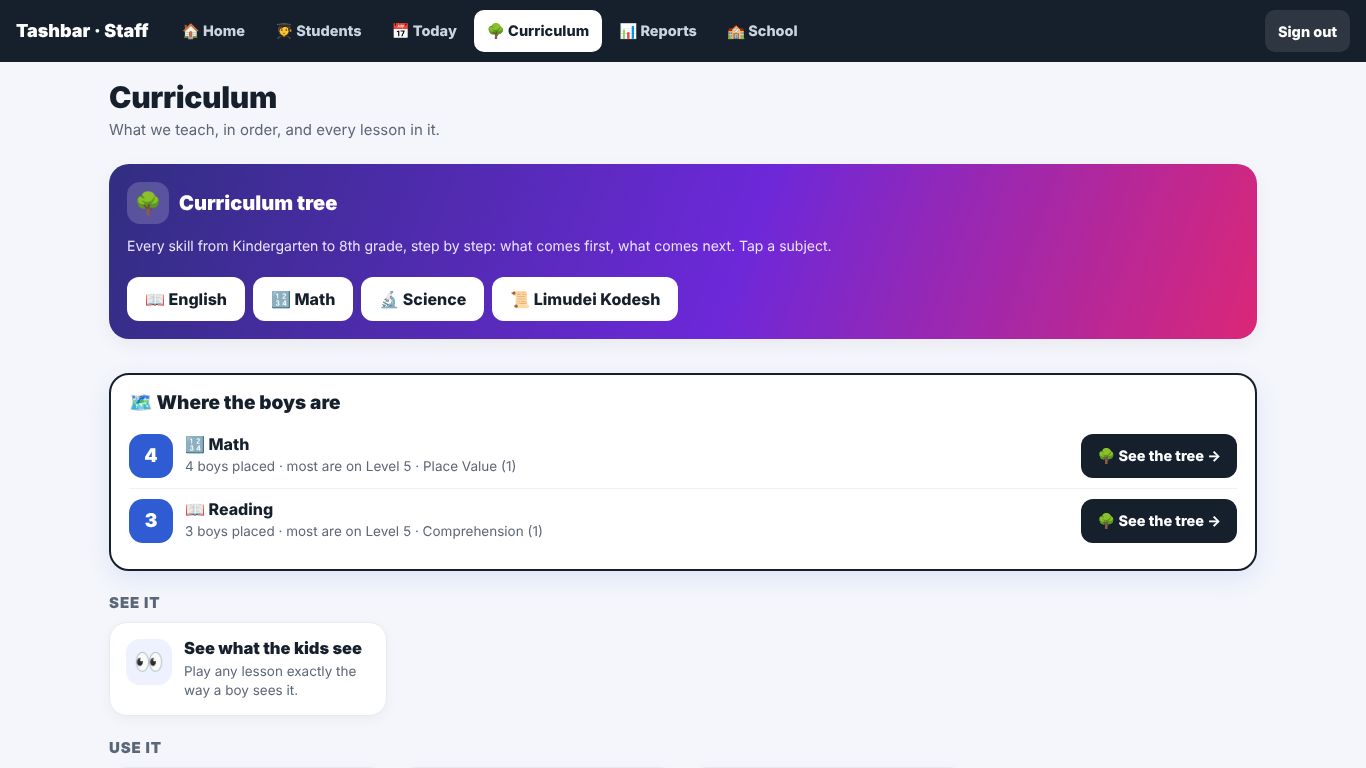 Tashbar · Staff
🏠 Home
🧑‍🎓 Students
📅 Today
🌳 Curriculum
📊 Reports
🏫 School
Sign out
Curriculum
What we teach, in order, and every lesson in it.
🌳 Curriculum tree
Every skill from Kindergarten to 8th grade, step by step: what comes first, what comes next. Tap a subject.
📖 English
🔢 Math
🔬 Science
📜 Limudei Kodesh
🗺️ Where the boys are
4
🔢 Math
4 boys placed · most are on Level 5 · Place Value (1)
🌳 See the tree →
3
📖 Reading
3 boys placed · most are on Level 5 · Comprehension (1)
🌳 See the tree →
SEE IT
👀 See what the kids see
Play any lesson exactly the
way a boy sees it.
USE IT